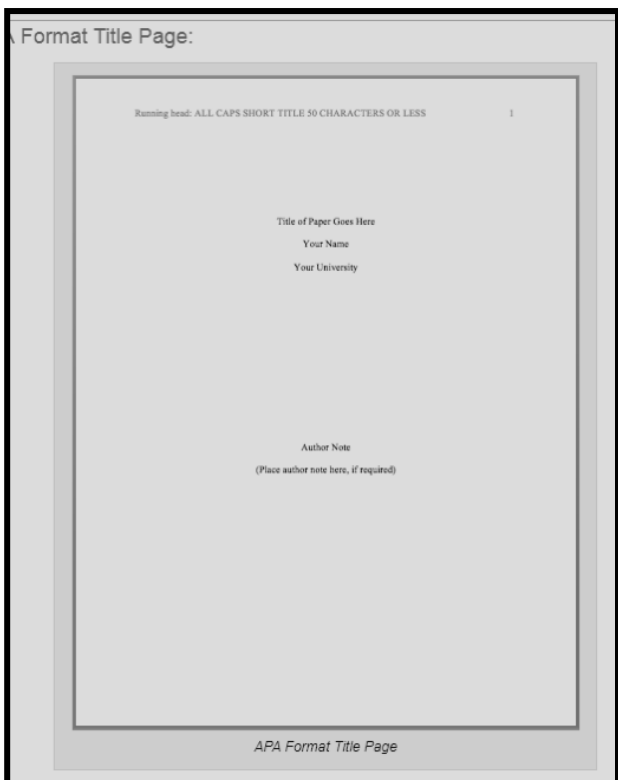 Format Title Page:
Running head: ALL CAPS SHORT TITLE 50 CHARACTERS OR LESS 1
Title of Paper Goes Here
Your Name
Your University
Author Note
(Place author note here, if required)
APA Format Title Page